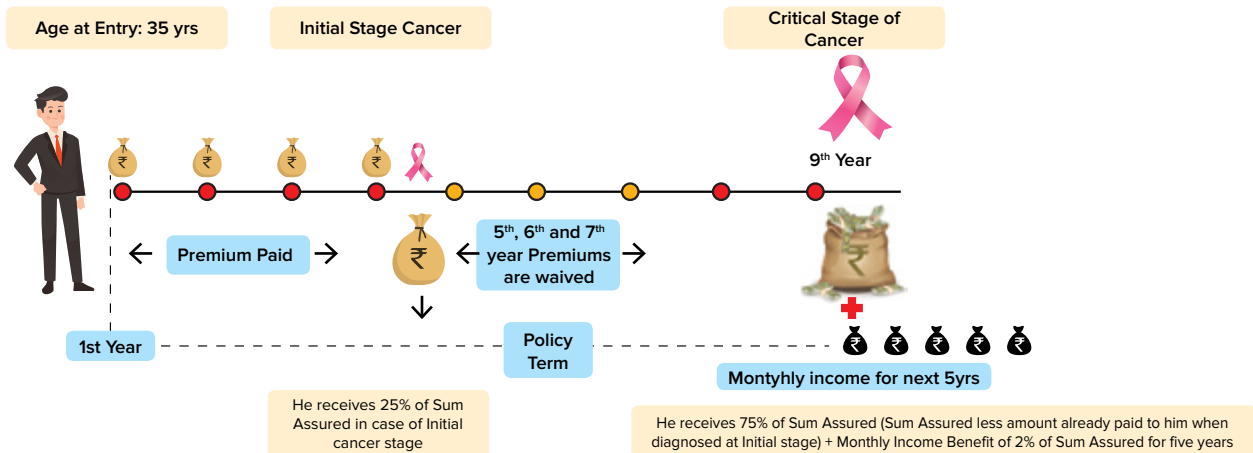 Age at Entry: 35 yrs
Initial Stage Cancer
Critical Stage of
Cancer
₹
₹
₹
₹
9th Year
Premium Paid
₹
5th, 6th and 7th
year Premiums
are waived
₹
1st Year
Policy
Term
₹
₹
₹
₹
₹
Montyhly income for next 5yrs
He receives 25% of Sum
Assured in case of Initial
cancer stage
He receives 75% of Sum Assured (Sum Assured less amount already paid to him when
diagnosed at Initial stage) + Monthly Income Benefit of 2% of Sum Assured for five years